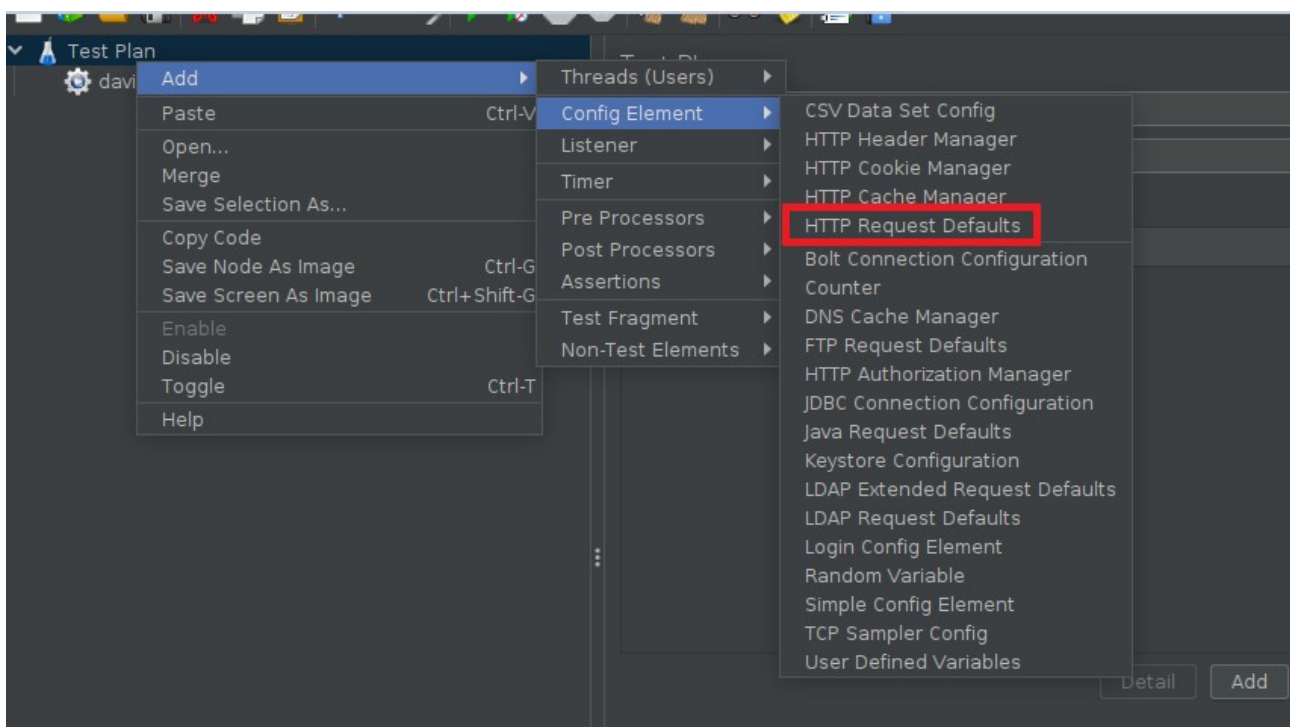 Test Plan
davi
Add
Paste Ctrl-V
Open...
Merge
Save Selection As...
Copy Code
Save Node As Image Ctrl-G
Save Screen As Image Ctrl+Shift-G
Enable
Disable
Toggle Ctrl-T
Help
Threads (Users)
Config Element
Listener
Timer
Pre Processors
Post Processors
Assertions
Test Fragment
Non-Test Elements
CSV Data Set Config
HTTP Header Manager
HTTP Cookie Manager
HTTP Cache Manager
HTTP Request Defaults
Bolt Connection Configuration
Counter
DNS Cache Manager
FTP Request Defaults
HTTP Authorization Manager
JDBC Connection Configuration
Java Request Defaults
Keystore Configuration
LDAP Extended Request Defaults
LDAP Request Defaults
Login Config Element
Random Variable
Simple Config Element
TCP Sampler Config
User Defined Variables
Detail Add